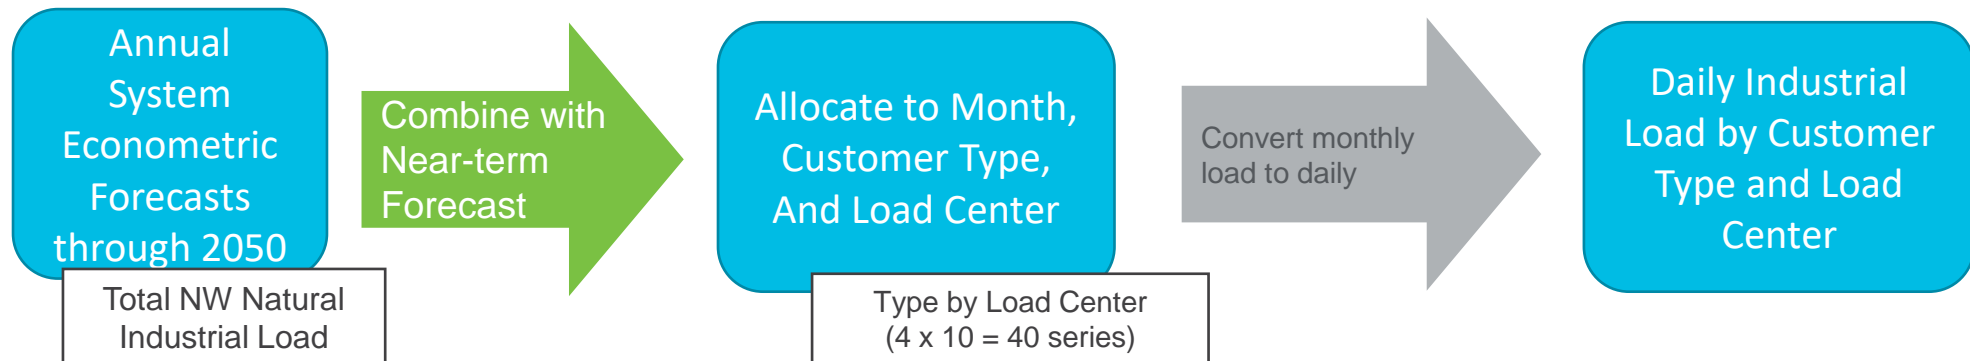 Annual
System
Econometric
Forecasts
through 2050
Total NW Natural
Industrial Load
Combine with
Near-term
Forecast
Allocate to Month,
Customer Type,
And Load Center
Type by Load Center
(4 x 10 = 40 series)
Convert monthly
load to daily
Daily Industrial
Load by Customer
Type and Load
Center